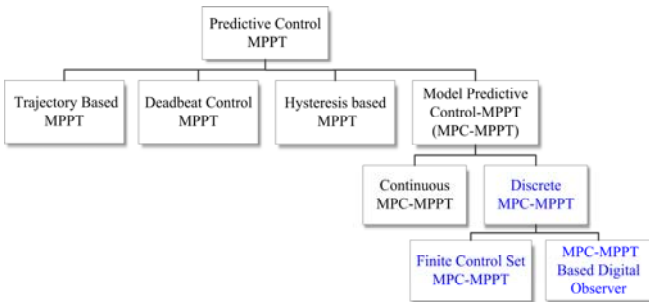 Predictive Control
MPPT
Trajectory Based
MPPT
Deadbeat Control
MPPT
Hysteresis based
MPPT
Model Predictive
Control-MPPT
(MPC-MPPT)
Continuous
MPC-MPPT
Discrete
MPC-MPPT
Finite Control Set
MPC-MPPT
MPC-MPPT
Based Digital
Observer